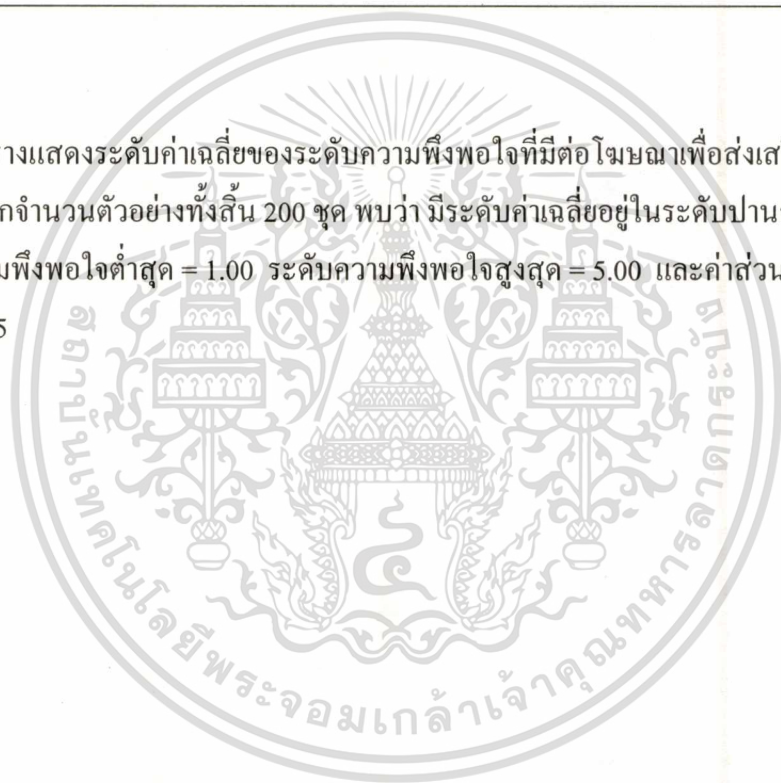 างแสดงระดับค่าเฉลี่ยของระดับความพึงพอใจที่มีต่อโฆษณาเพื่อส่งเส
กจำนวนตัวอย่างทั้งสิ้น 200 ชุด พบว่า มีระดับค่าเฉลี่ยอยู่ในระดับปาน
มพึงพอใจต่ำสุด = 1.00 ระดับความพึงพอใจสูงสุด = 5.00 และค่าส่วน
5
สถาบันเทคโนโลยีพระจอมเกล้าเจ้าคุณทหารลาดกระบัง